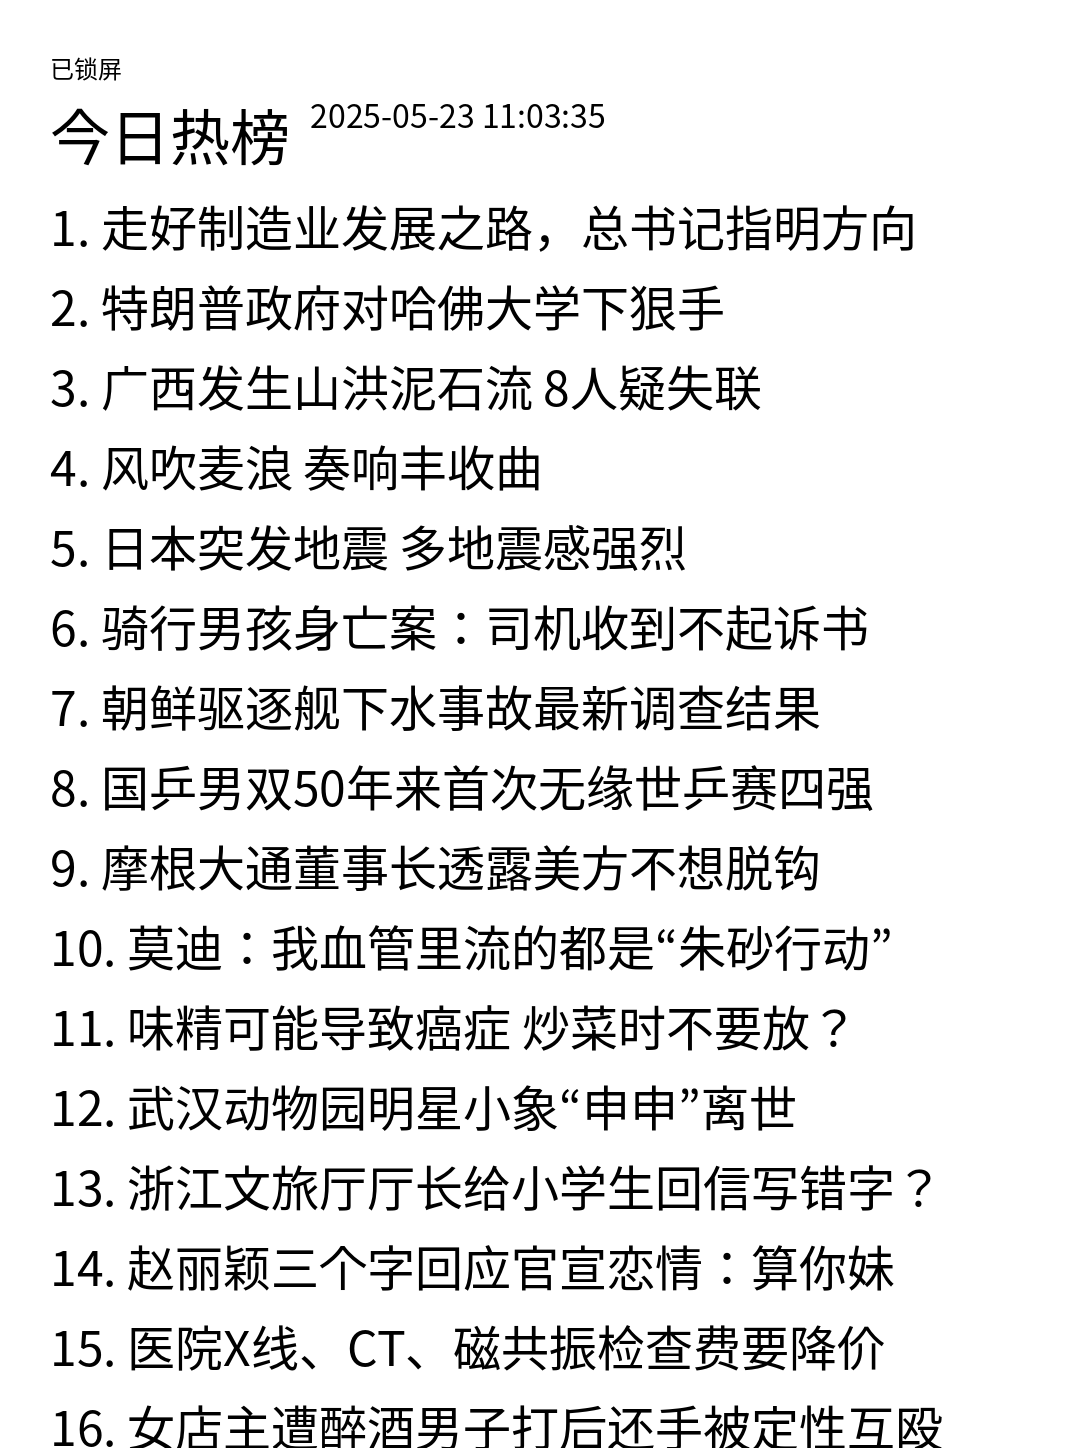 已锁屏
今日热榜 2025-05-23 11:03:35
1. 走好制造业发展之路，总书记指明方向
2. 特朗普政府对哈佛大学下狠手
3. 广西发生山洪泥石流 8人疑失联
4. 风吹麦浪 奏响丰收曲
5. 日本突发地震 多地震感强烈
6. 骑行男孩身亡案：司机收到不起诉书
7. 朝鲜驱逐舰下水事故最新调查结果
8. 国乒男双50年来首次无缘世乒赛四强
9. 摩根大通董事长透露美方不想脱钩
10. 莫迪：我血管里流的都是“朱砂行动”
11. 味精可能导致癌症 炒菜时不要放？
12. 武汉动物园明星小象“申申”离世
13. 浙江文旅厅厅长给小学生回信写错字？
14. 赵丽颖三个字回应官宣恋情：算你妹
15. 医院X线、CT、磁共振检查费要降价
16. 女店主遭醉酒男子打后还手被定性互殴